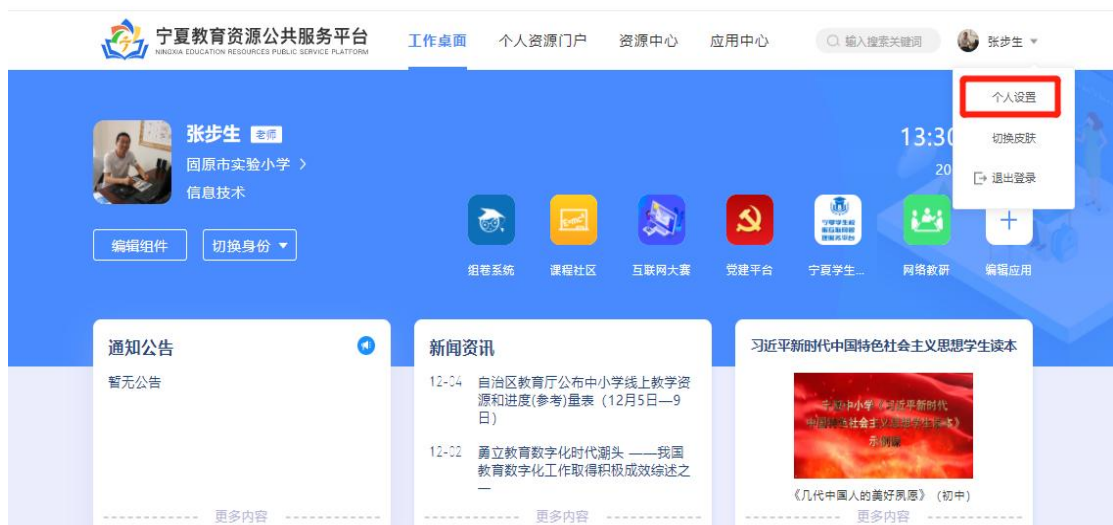 宁夏教育资源公共服务平台
NINGXIA EDUCATION RESOURCES PUBLIC SERVICE PLATFORM
工作桌面 个人资源门户 资源中心 应用中心 输入搜索关键词 张步生
个人设置
切换皮肤
退出登录
张步生 老师
固原市实验小学
信息技术
13:30
20
编辑组件 切换身份
组卷系统 课程社区 互联网大赛 党建平台 宁夏学生... 网络教研 编辑应用
通知公告
暂无公告
更多内容
新闻资讯
12-04 自治区教育厅公布中小学线上教学资
源和进度(参考)量表（12月5日—9
日）
12-02 勇立教育数字化时代潮头 ——我国
教育数字化工作取得积极成效综述之
一
更多内容
习近平新时代中国特色社会主义思想学生读本
示例课
《几代中国人的美好夙愿》（初中）
更多内容